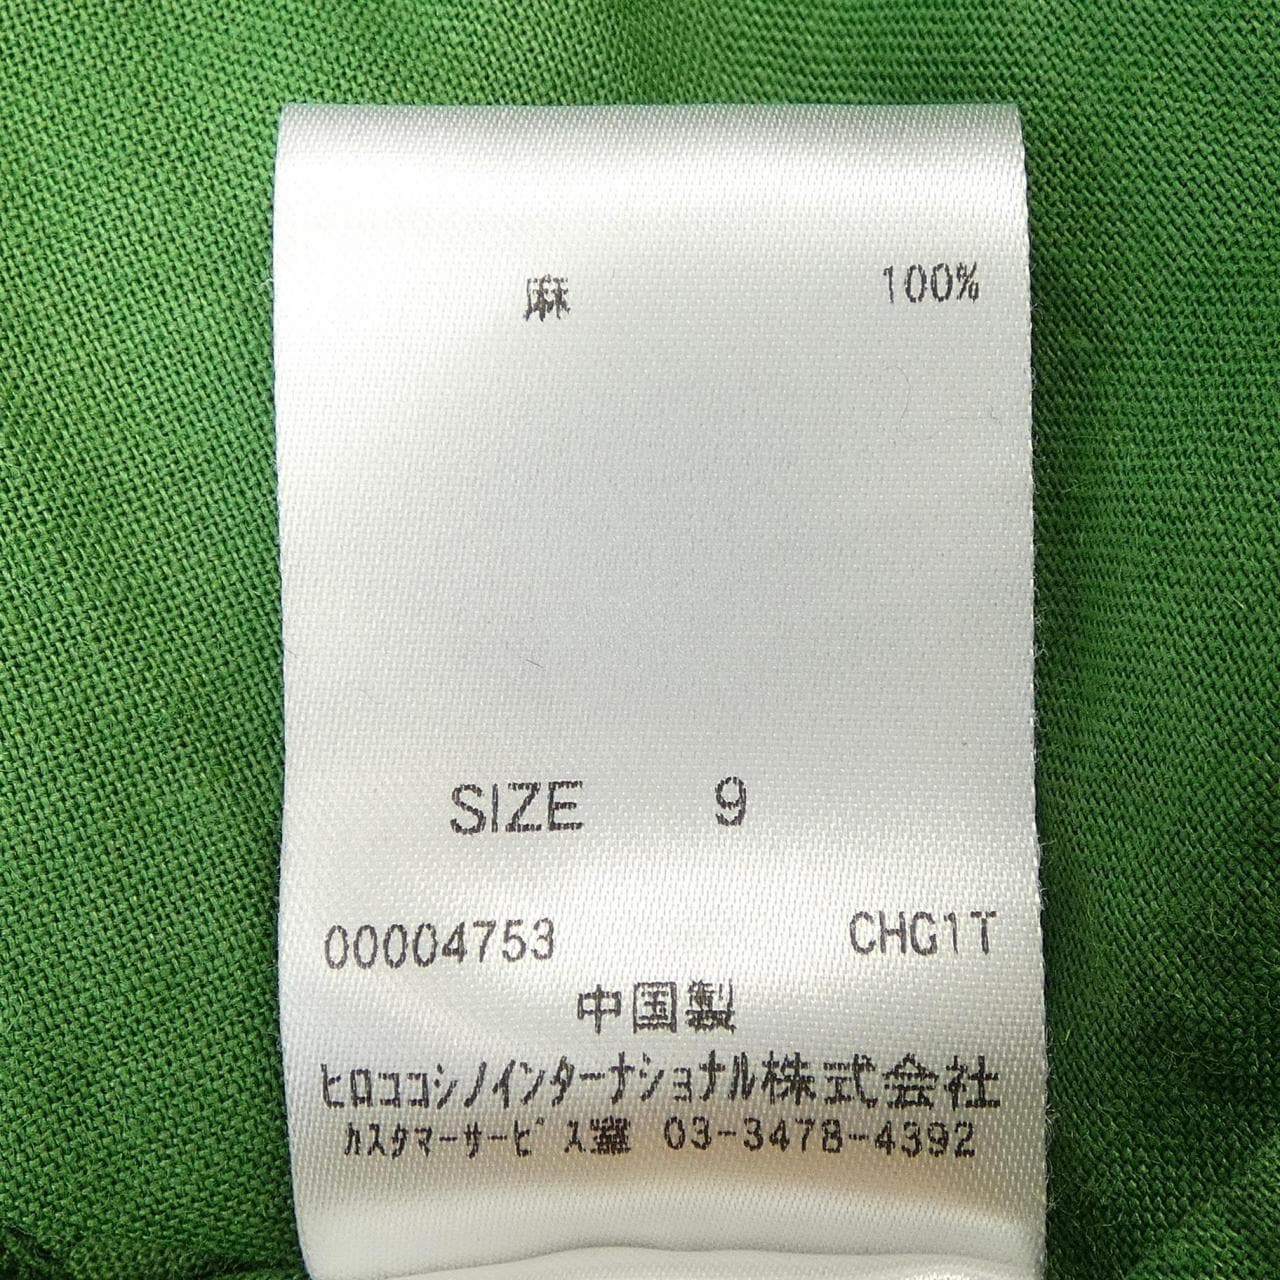 麻 100%
SIZE 9
00004753 CHG1T
中国製
ヒロココシノインターナショナル株式会社
カスタマーサービス 03-3478-4392